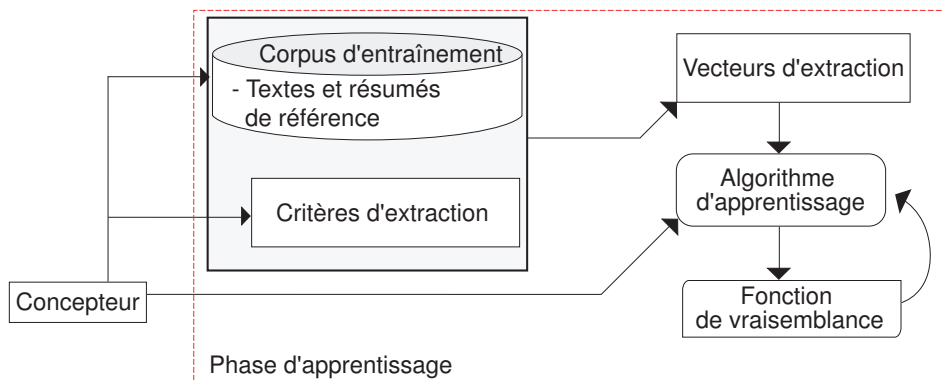 Corpus d'entraînement
- Textes et résumés
de référence
Critères d'extraction
Vecteurs d'extraction
Algorithme
d'apprentissage
Fonction
de vraisemblance
Concepteur
Phase d'apprentissage